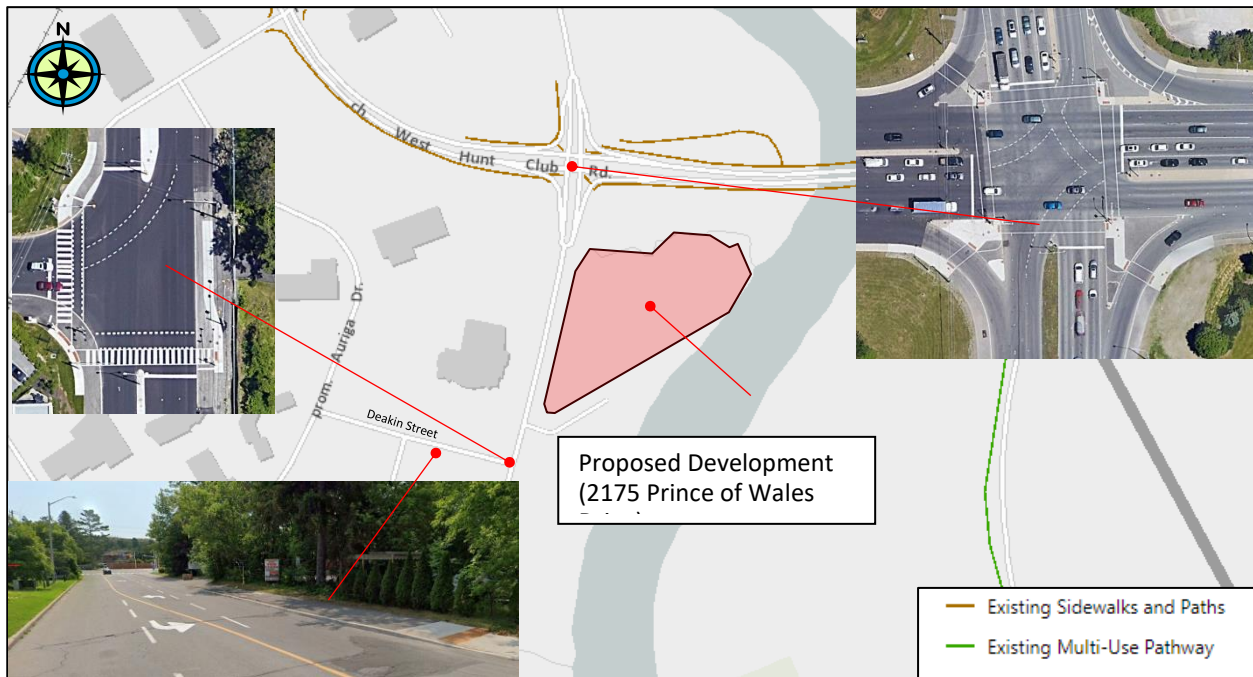 N
ch. West Hunt Club Rd.
prom. Auriga Dr.
Deakin Street
Proposed Development
(2175 Prince of Wales
Existing Sidewalks and Paths
Existing Multi-Use Pathway